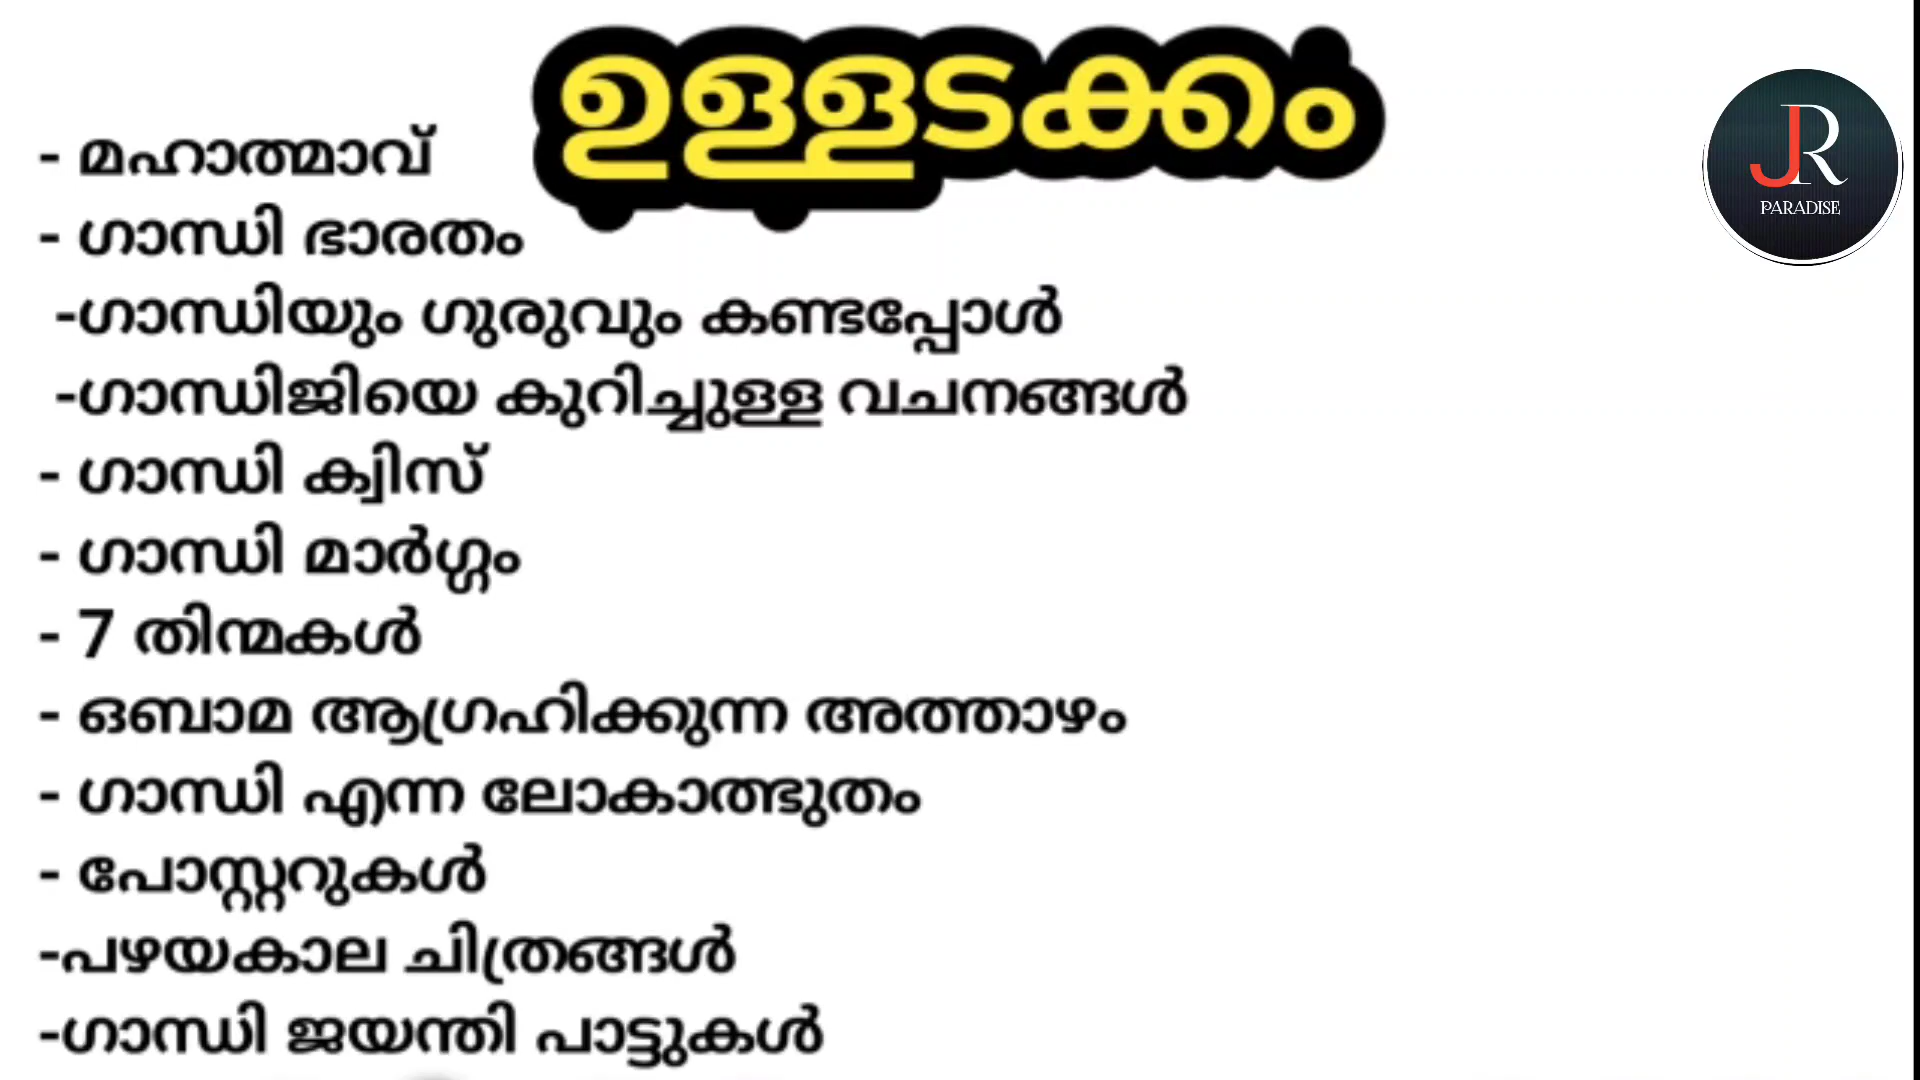 ഉള്ളടക്കം
- മഹാത്മാവ്
- ഗാന്ധി ഭാരതം
-ഗാന്ധിയും ഗുരുവും കണ്ടപ്പോൾ
-ഗാന്ധിജിയെ കുറിച്ചുള്ള വചനങ്ങൾ
- ഗാന്ധി ക്വിസ്
- ഗാന്ധി മാർഗ്ഗം
- 7 തിന്മകൾ
- ഒബാമ ആഗ്രഹിക്കുന്ന അത്താഴം
- ഗാന്ധി എന്ന ലോകാത്ഭുതം
- പോസ്റ്ററുകൾ
-പഴയകാല ചിത്രങ്ങൾ
-ഗാന്ധി ജയന്തി പാട്ടുകൾ
JR
PARADISE